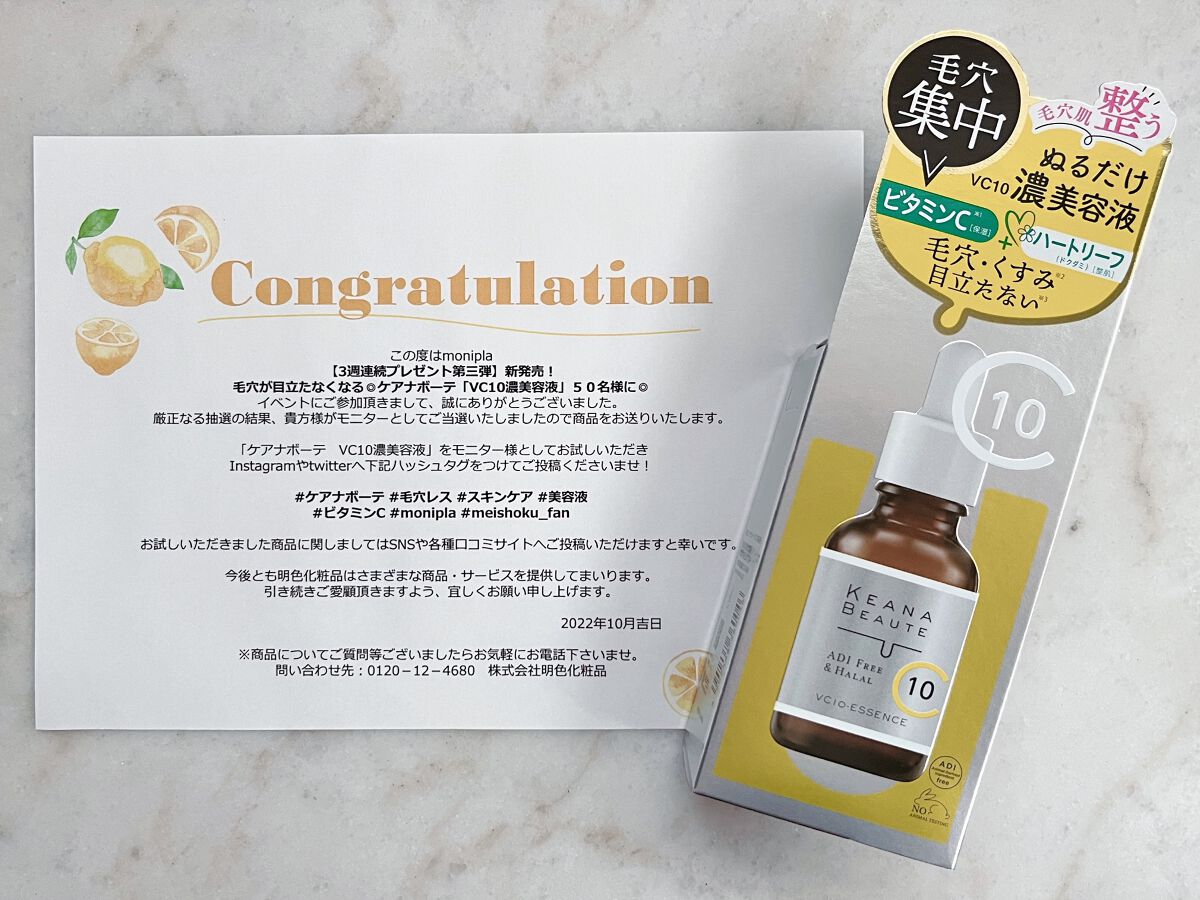 Congratulation
この度はmonipla
【3週連続プレゼント第三弾】新発売！
毛穴が目立たなくなる◎ケアナボーテ「VC10濃美容液」５０名様に◎
イベントにご参加頂きまして、誠にありがとうございました。
厳正なる抽選の結果、貴方様がモニターとしてご当選いたしましたので商品をお送りいたします。
「ケアナボーテ　VC10濃美容液」をモニター様としてお試しいただき
Instagramやtwitterへ下記ハッシュタグをつけてご投稿くださいませ！
#ケアナボーテ #毛穴レス #スキンケア #美容液
#ビタミンC #monipla #meishoku_fan
お試しいただきました商品に関しましてはSNSや各種口コミサイトへご投稿いただけますと幸いです。
今後とも明色化粧品はさまざまな商品・サービスを提供してまいります。
引き続きご愛顧頂きますよう、宜しくお願い申し上げます。
2022年10月吉日
※商品についてご質問等ございましたらお気軽にお電話下さいませ。
問い合わせ先：0120－12－4680　株式会社明色化粧品
毛穴
集中
毛穴肌 整う
ぬるだけ
VC10 濃美容液
ビタミンC※1［保湿］
+ ハートリーフ
（ドクダミ）［整肌］
毛穴・くすみ※2
目立たない※3
C10
KEANA
BEAUTE
ADI FREE
& HALAL
C10
VC10-ESSENCE
ADI
free
NO
ANIMAL TESTING